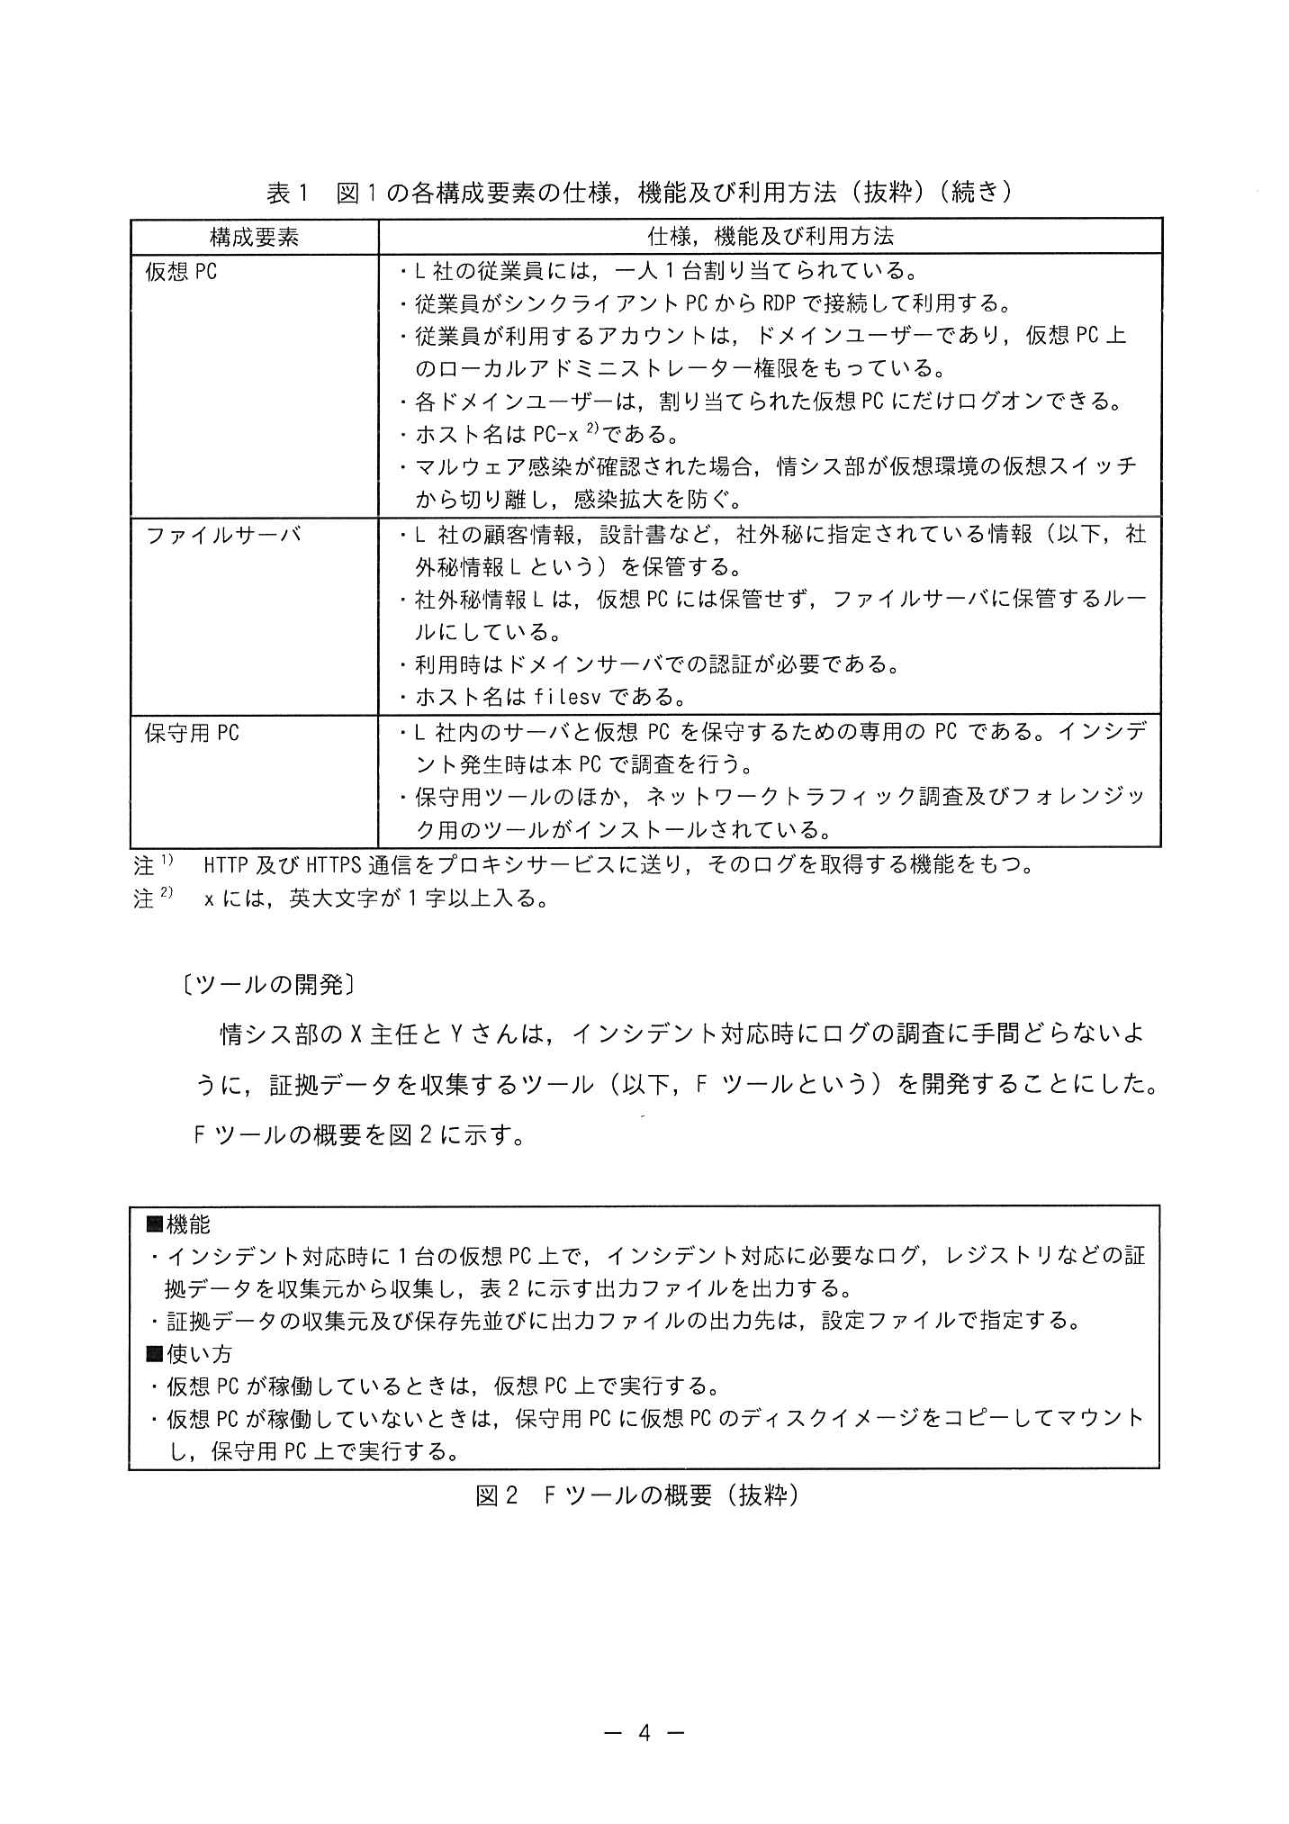 表1　図1の各構成要素の仕様，機能及び利用方法（抜粋）（続き）
構成要素　仕様，機能及び利用方法
仮想PC
・L社の従業員には，一人1台割り当てられている。
・従業員がシンクライアントPCからRDPで接続して利用する。
・従業員が利用するアカウントは，ドメインユーザーであり，仮想PC上
のローカルアドミニストレーター権限をもっている。
・各ドメインユーザーは，割り当てられた仮想PCにだけログオンできる。
・ホスト名はPC-x 2)である。
・マルウェア感染が確認された場合，情シス部が仮想環境の仮想スイッチ
から切り離し，感染拡大を防ぐ。
ファイルサーバ
・L社の顧客情報，設計書など，社外秘に指定されている情報（以下，社
外秘情報Lという）を保管する。
・社外秘情報Lは，仮想PCには保管せず，ファイルサーバに保管するルー
ルにしている。
・利用時はドメインサーバでの認証が必要である。
・ホスト名はfilesvである。
保守用PC
・L社内のサーバと仮想PCを保守するための専用のPCである。インシデ
ント発生時は本PCで調査を行う。
・保守用ツールのほか，ネットワークトラフィック調査及びフォレンジッ
ク用のツールがインストールされている。
注1)　HTTP及びHTTPS通信をプロキシサービスに送り，そのログを取得する機能をもつ。
注2)　xには，英大文字が1字以上入る。
〔ツールの開発〕
情シス部のX主任とYさんは，インシデント対応時にログの調査に手間どらないよ
うに，証拠データを収集するツール（以下，Fツールという）を開発することにした。
Fツールの概要を図2に示す。
■機能
・インシデント対応時に1台の仮想PC上で，インシデント対応に必要なログ，レジストリなどの証
拠データを収集元から収集し，表2に示す出力ファイルを出力する。
・証拠データの収集元及び保存先並びに出力ファイルの出力先は，設定ファイルで指定する。
■使い方
・仮想PCが稼働しているときは，仮想PC上で実行する。
・仮想PCが稼働していないときは，保守用PCに仮想PCのディスクイメージをコピーしてマウント
し，保守用PC上で実行する。
図2　Fツールの概要（抜粋）
－ 4 －